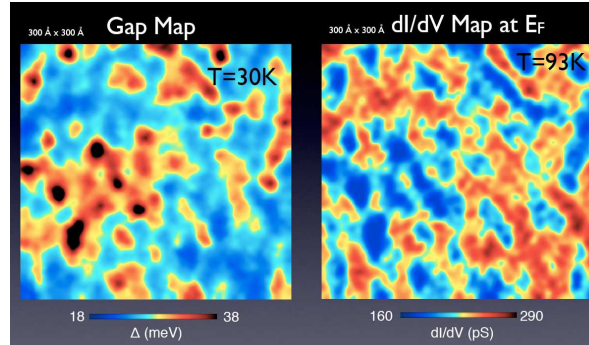 Gap Map
300 Å x 300 Å
T=30K
18
38
Δ (meV)
dI/dV Map at EF
300 Å x 300 Å
T=93K
160
290
dI/dV (pS)